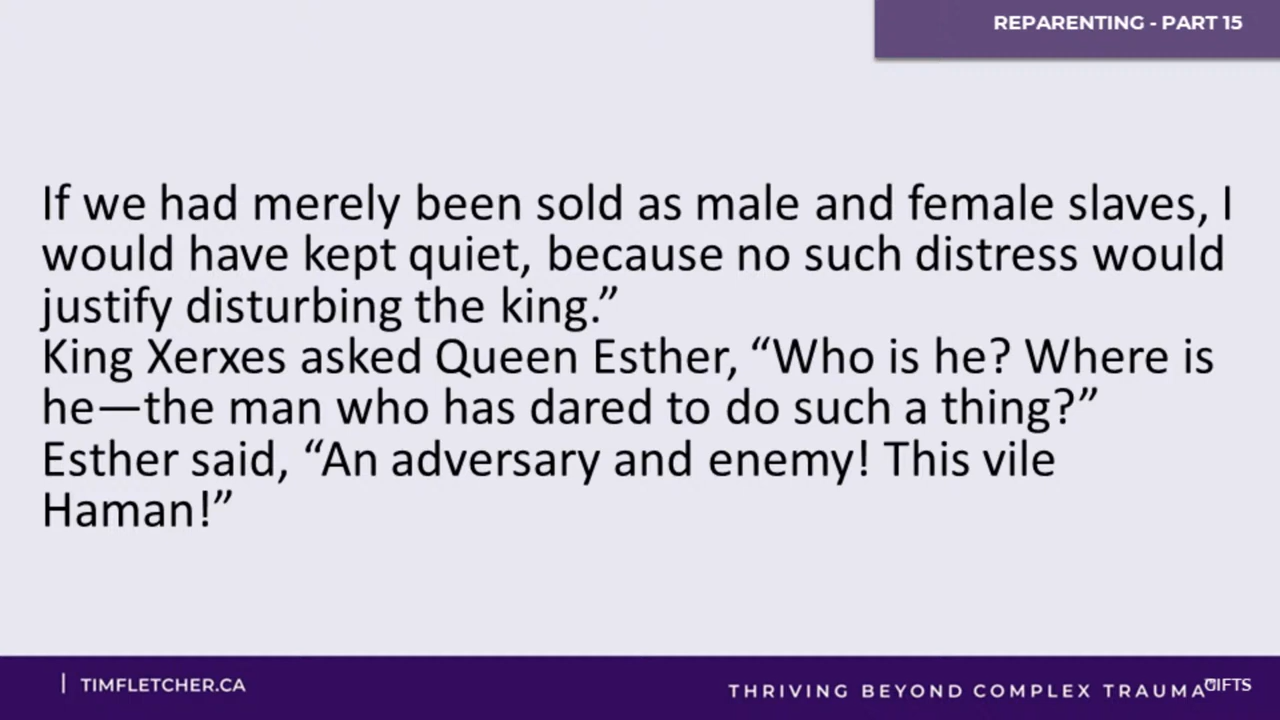 REPARENTING - PART 15
If we had merely been sold as male and female slaves, I
would have kept quiet, because no such distress would
justify disturbing the king.”
King Xerxes asked Queen Esther, “Who is he? Where is
he—the man who has dared to do such a thing?”
Esther said, “An adversary and enemy! This vile
Haman!”
| TIMFLETCHER.CA
THRIVING BEYOND COMPLEX TRAUMA
GIFTS